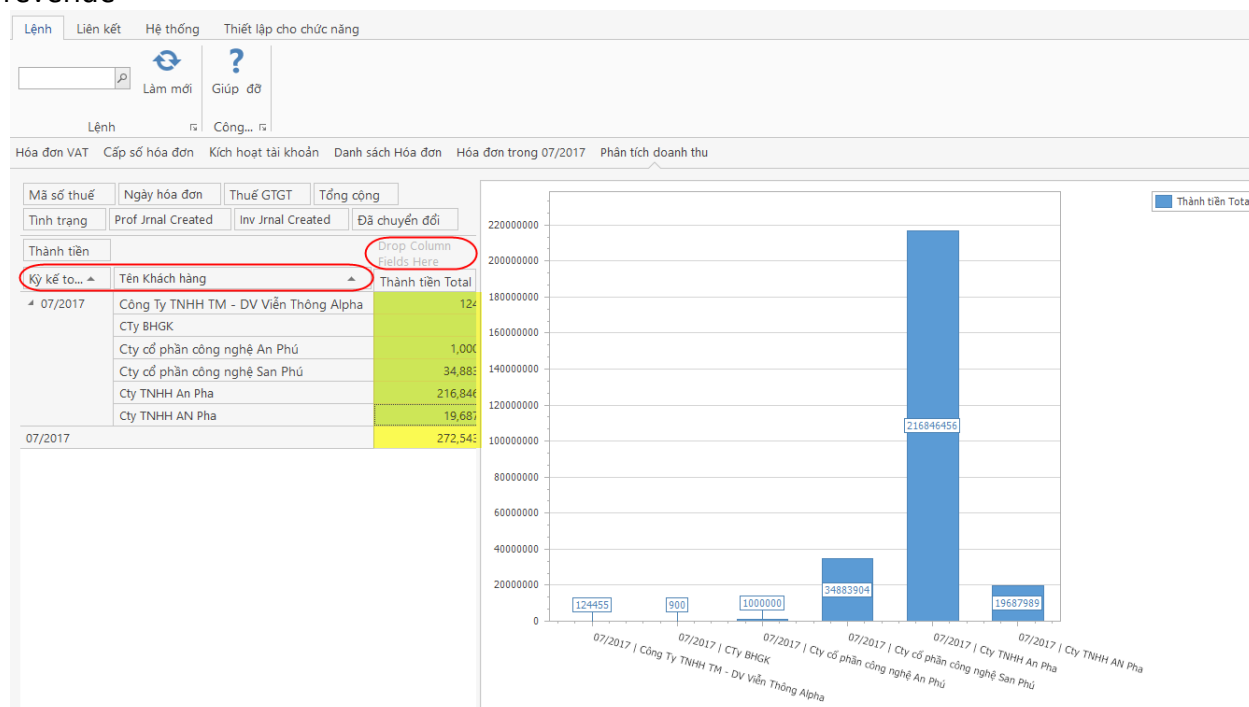 revenue
Lệnh Liên kết Hệ thống Thiết lập cho chức năng
Làm mới Giúp đỡ
Lệnh Công...
Hóa đơn VAT Cấp số hóa đơn Kích hoạt tài khoản Danh sách Hóa đơn Hóa đơn trong 07/2017 Phân tích doanh thu
Mã số thuế Ngày hóa đơn Thuế GTGT Tổng cộng
Tình trạng Prof Jrnal Created Inv Jrnal Created Đã chuyển đổi
Thành tiền Drop Column
Fields Here
Kỳ kế to... Tên Khách hàng Thành tiền Total
07/2017 Công Ty TNHH TM - DV Viễn Thông Alpha 124
CTy BHGK
Cty cổ phần công nghệ An Phú 1,000
Cty cổ phần công nghệ San Phú 34,883
Cty TNHH An Pha 216,846
Cty TNHH AN Pha 19,687
07/2017 272,543
Thành tiền Tota
220000000
200000000
180000000
160000000
140000000
120000000
100000000
80000000
60000000
40000000
20000000
0
124455 900 1000000 34883904 216846456 19687989
07/2017 | Công Ty TNHH TM - DV Viễn Thông Alpha
07/2017 | CTy BHGK
07/2017 | Cty cổ phần công nghệ An Phú
07/2017 | Cty cổ phần công nghệ San Phú
07/2017 | Cty TNHH An Pha
07/2017 | Cty TNHH AN Pha